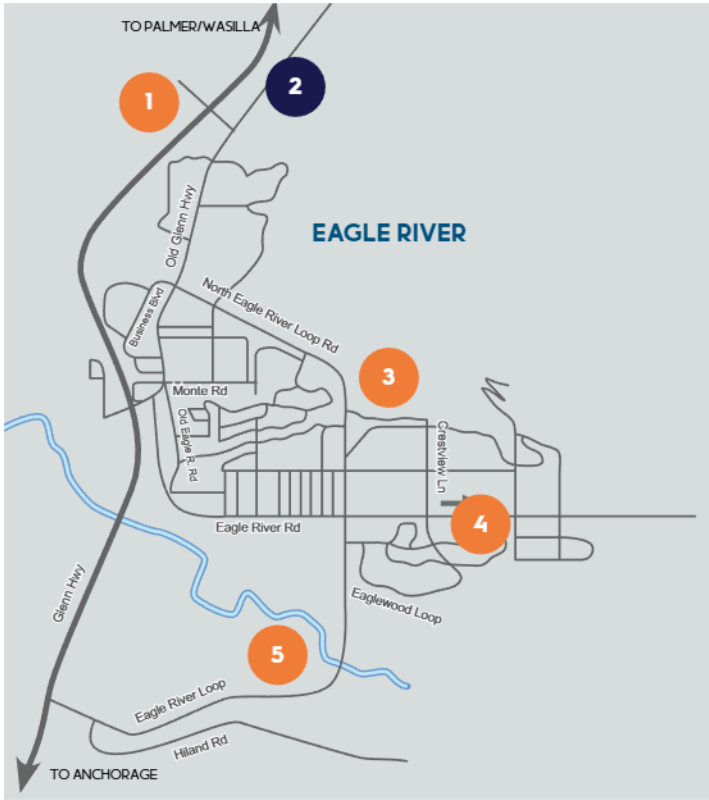 TO PALMER/WASILLA
1
2
Old Glenn Hwy
EAGLE RIVER
Business Blvd
North Eagle River Loop Rd
3
Monte Rd
Old Eagle R. Rd
Crestview Ln
4
Eagle River Rd
Glenn Hwy
Eaglewood Loop
5
Eagle River Loop
Hiland Rd
TO ANCHORAGE